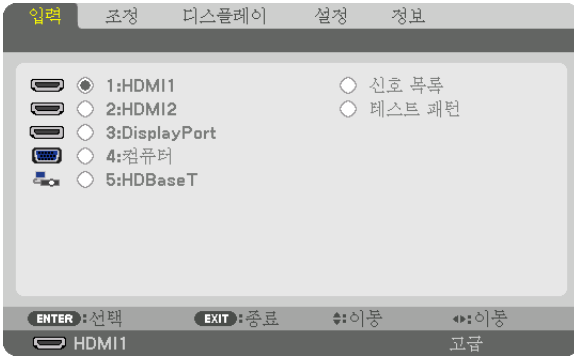 입력 조정 디스플레이 설정 정보
1:HDMI1 신호 목록
2:HDMI2 테스트 패턴
3:DisplayPort
4:컴퓨터
5:HDBaseT
ENTER:선택 EXIT:종료 :이동 :이동
HDMI1 고급